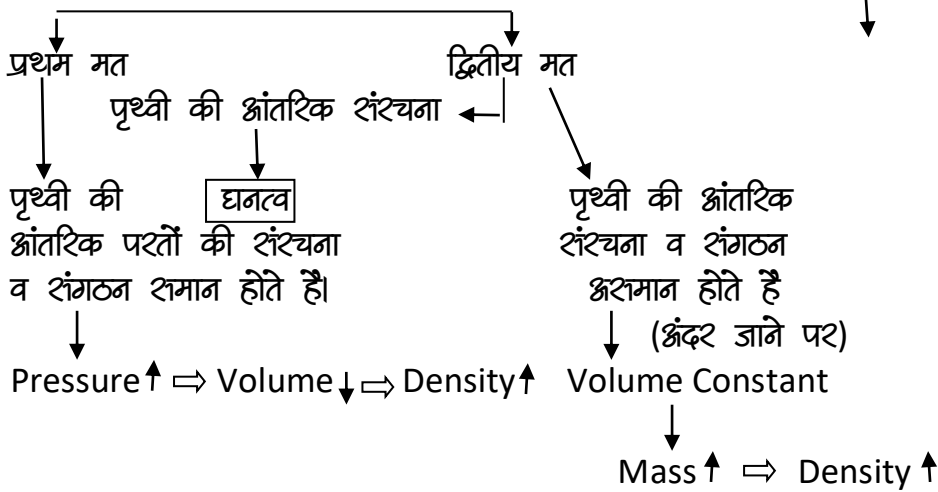 प्रथम मत द्वितीय मत
पृथ्वी की आंतरिक संरचना
पृथ्वी की घनत्व पृथ्वी की आंतरिक
आंतरिक परतों की संरचना संरचना व संगठन
व संगठन समान होते है। असमान होते है
(अंदर जाने पर)
Pressure↑ ⇨ Volume↓ ⇨ Density↑ Volume Constant
Mass↑ ⇨ Density↑